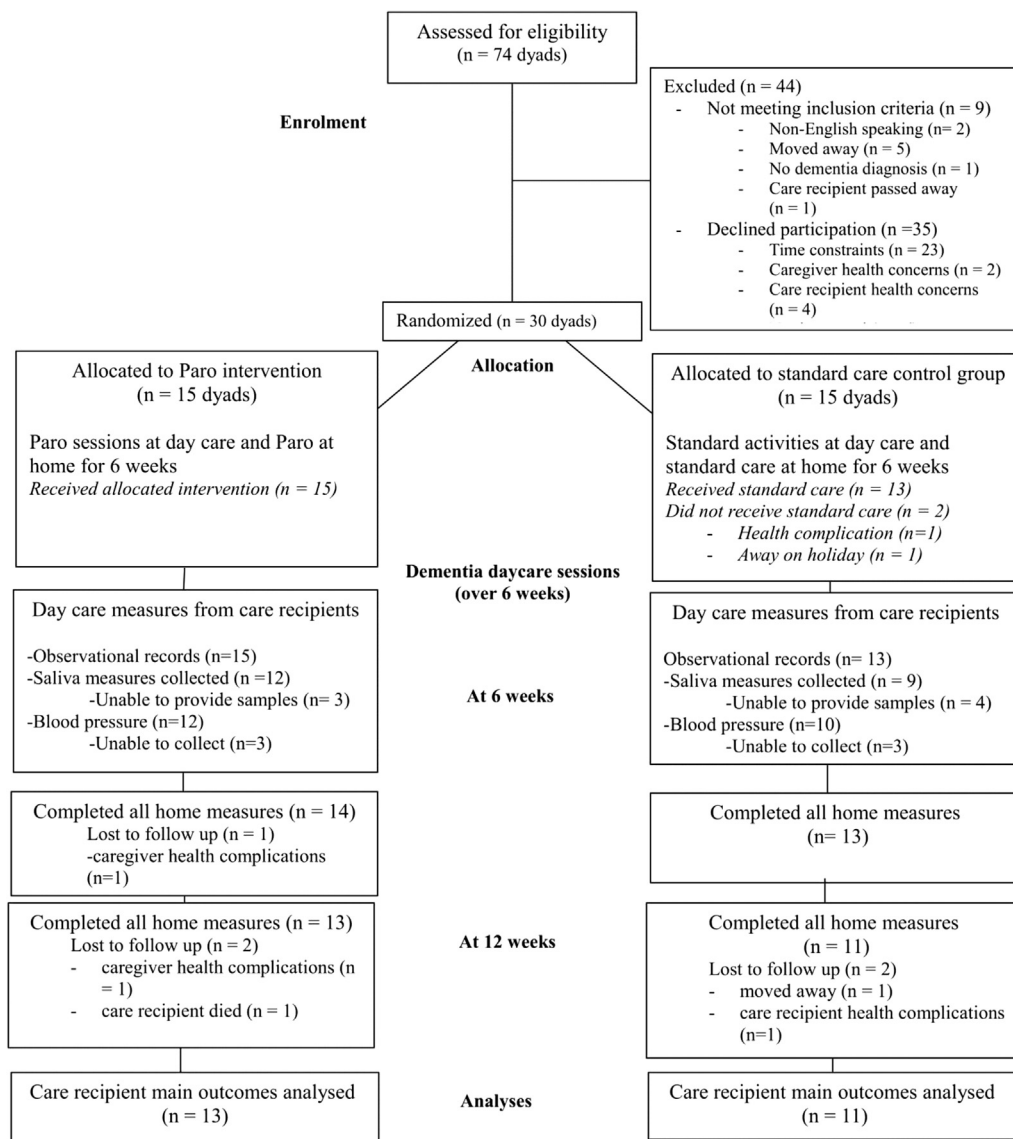 Assessed for eligibility
(n = 74 dyads)
Enrolment
Excluded (n = 44)
- Not meeting inclusion criteria (n = 9)
- Non-English speaking (n= 2)
- Moved away (n = 5)
- No dementia diagnosis (n = 1)
- Care recipient passed away
(n = 1)
- Declined participation (n =35)
- Time constraints (n = 23)
- Caregiver health concerns (n = 2)
- Care recipient health concerns
(n = 4)
Randomized (n = 30 dyads)
Allocation
Allocated to Paro intervention
(n = 15 dyads)
Paro sessions at day care and Paro at
home for 6 weeks
Received allocated intervention (n = 15)
Allocated to standard care control group
(n = 15 dyads)
Standard activities at day care and
standard care at home for 6 weeks
Received standard care (n = 13)
Did not receive standard care (n = 2)
- Health complication (n=1)
- Away on holiday (n = 1)
Dementia daycare sessions
(over 6 weeks)
Day care measures from care recipients
-Observational records (n=15)
-Saliva measures collected (n =12)
-Unable to provide samples (n= 3)
-Blood pressure (n=12)
-Unable to collect (n=3)
At 6 weeks
Day care measures from care recipients
Observational records (n= 13)
-Saliva measures collected (n = 9)
-Unable to provide samples (n = 4)
-Blood pressure (n=10)
-Unable to collect (n=3)
Completed all home measures (n = 14)
Lost to follow up (n = 1)
-caregiver health complications
(n=1)
Completed all home measures
(n= 13)
Completed all home measures (n = 13)
Lost to follow up (n = 2)
- caregiver health complications (n
= 1)
- care recipient died (n = 1)
At 12 weeks
Completed all home measures
(n = 11)
Lost to follow up (n = 2)
- moved away (n = 1)
- care recipient health complications
(n=1)
Care recipient main outcomes analysed
(n = 13)
Analyses
Care recipient main outcomes analysed
(n = 11)